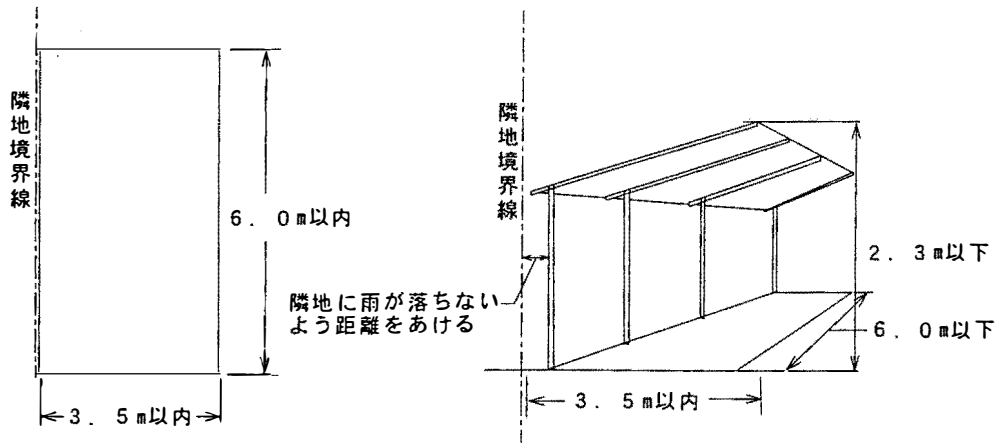 隣地境界線
6. 0m以内
3. 5m以内
隣地境界線
隣地に雨が落ちない
よう距離をあける
2. 3m以下
6. 0m以下
3. 5m以内